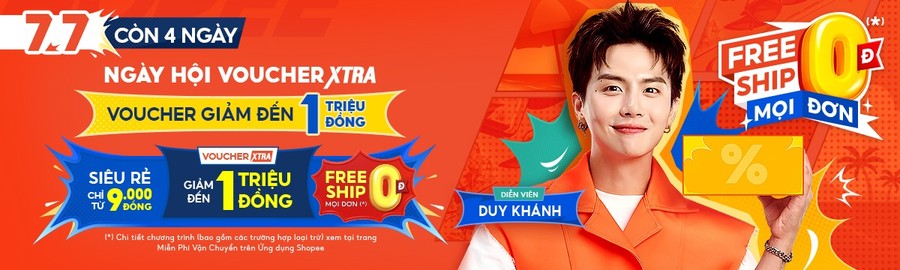 7.7
CÒN 4 NGÀY
NGÀY HỘI VOUCHER XTRA
VOUCHER GIẢM ĐẾN 1 TRIỆU ĐỒNG
SIÊU RẺ
CHỈ TỪ 9.000 ĐỒNG
VOUCHER XTRA
GIẢM ĐẾN 1 TRIỆU ĐỒNG
FREE SHIP 0Đ
MỌI ĐƠN (*)
(*) Chi tiết chương trình (bao gồm các trường hợp loại trừ) xem tại trang
Miễn Phí Vận Chuyển trên Ứng dụng Shopee
DIỄN VIÊN
DUY KHÁNH
FREE SHIP 0Đ (*)
MỌI ĐƠN
%